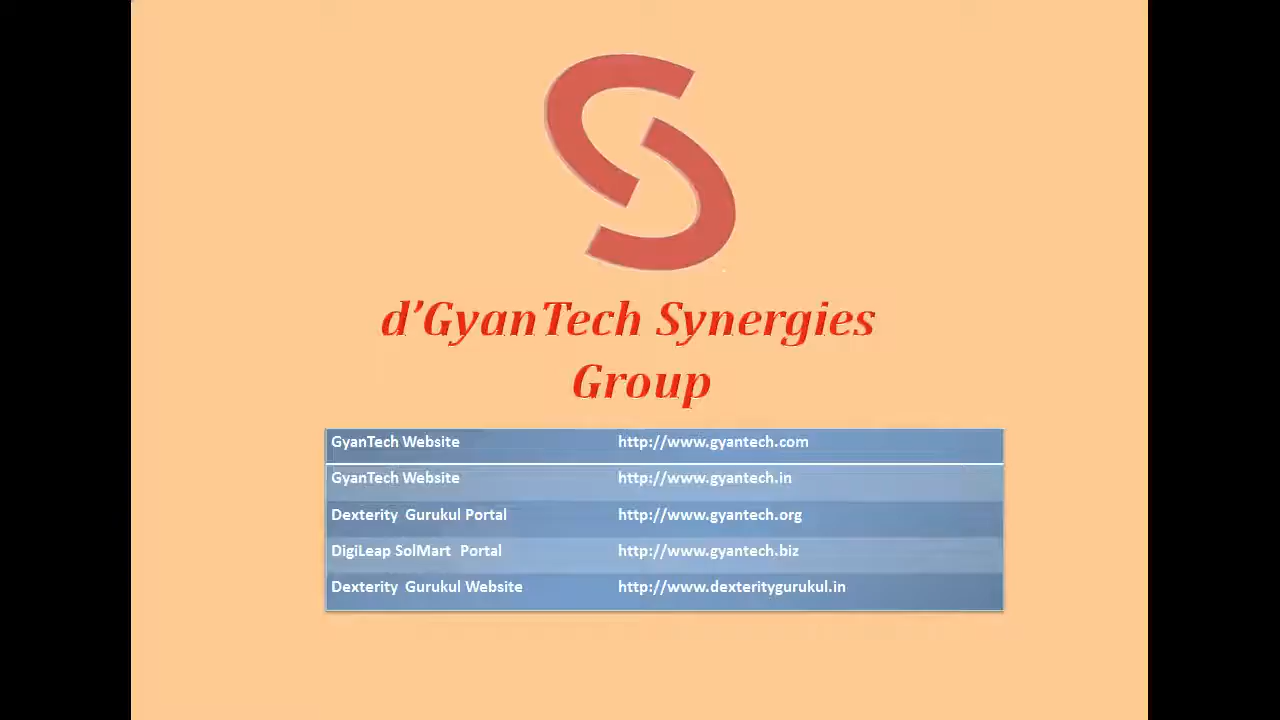 d'GyanTech Synergies
Group
GyanTech Website http://www.gyantech.com
GyanTech Website http://www.gyantech.in
Dexterity Gurukul Portal http://www.gyantech.org
DigiLeap SolMart Portal http://www.gyantech.biz
Dexterity Gurukul Website http://www.dexteritygurukul.in